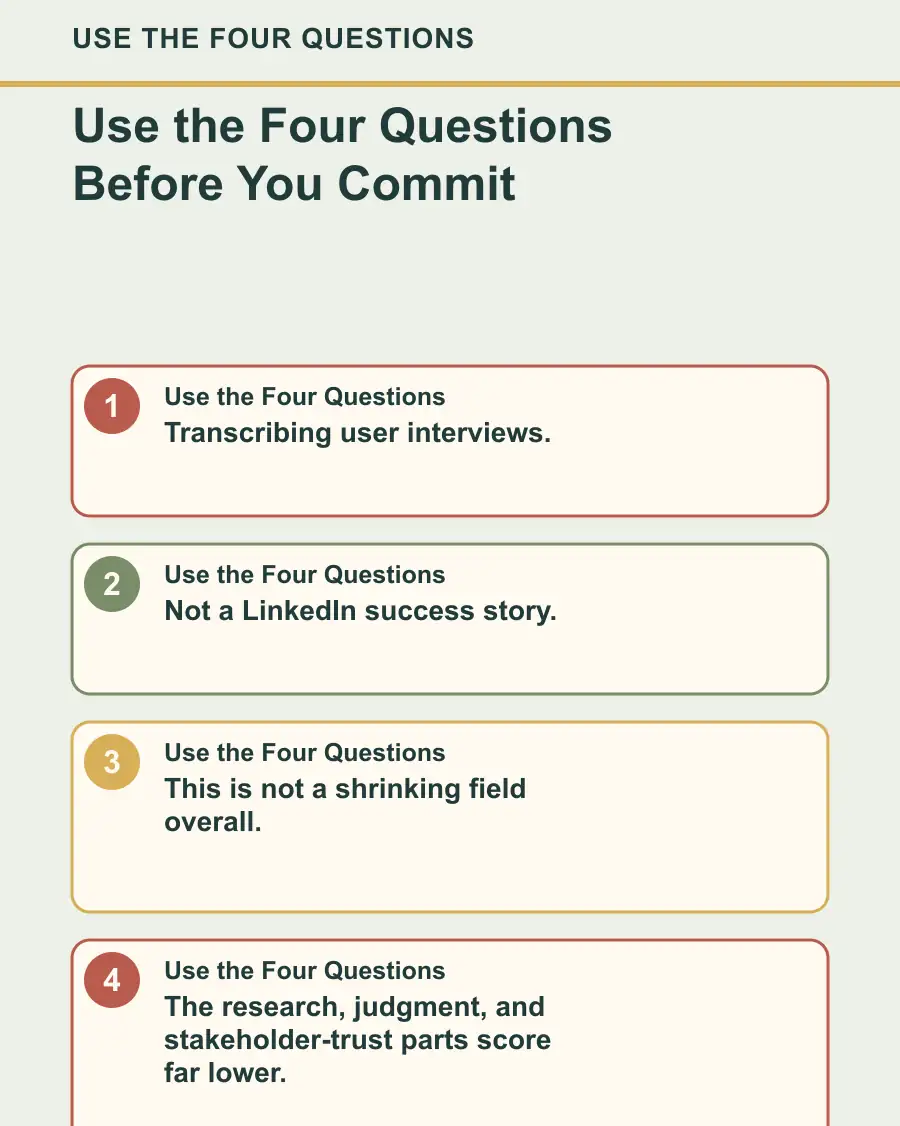 USE THE FOUR QUESTIONS
Use the Four Questions
Before You Commit
1
Use the Four Questions
Transcribing user interviews.
2
Use the Four Questions
Not a LinkedIn success story.
3
Use the Four Questions
This is not a shrinking field
overall.
4
Use the Four Questions
The research, judgment, and
stakeholder-trust parts score
far lower.